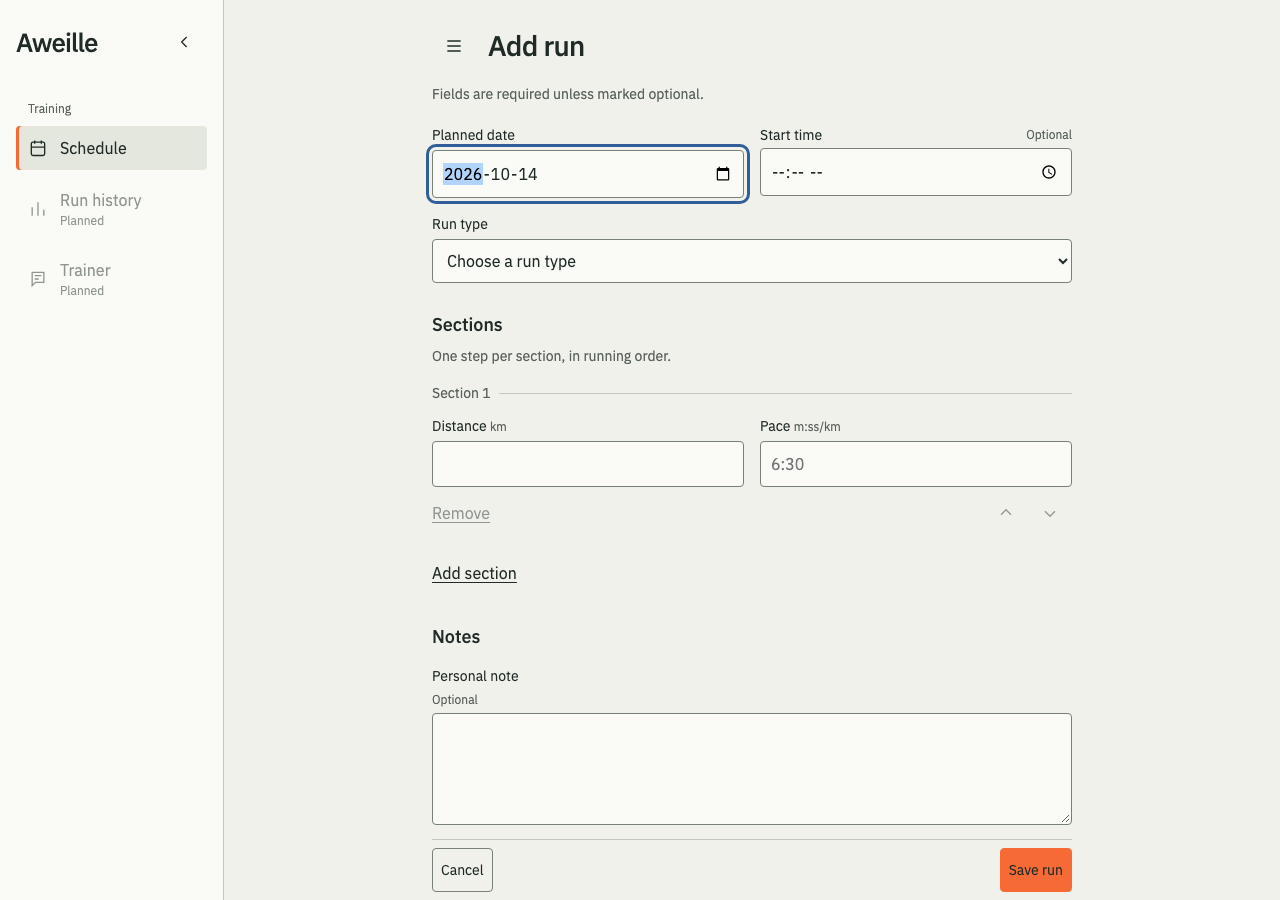 Aweille
Training
Schedule
Run history
Planned
Trainer
Planned
Add run
Fields are required unless marked optional.
Planned date
2026-10-14
Start time Optional
--:-- --
Run type
Choose a run type
Sections
One step per section, in running order.
Section 1
Distance km
Pace m:ss/km
6:30
Remove
Add section
Notes
Personal note
Optional
Cancel
Save run